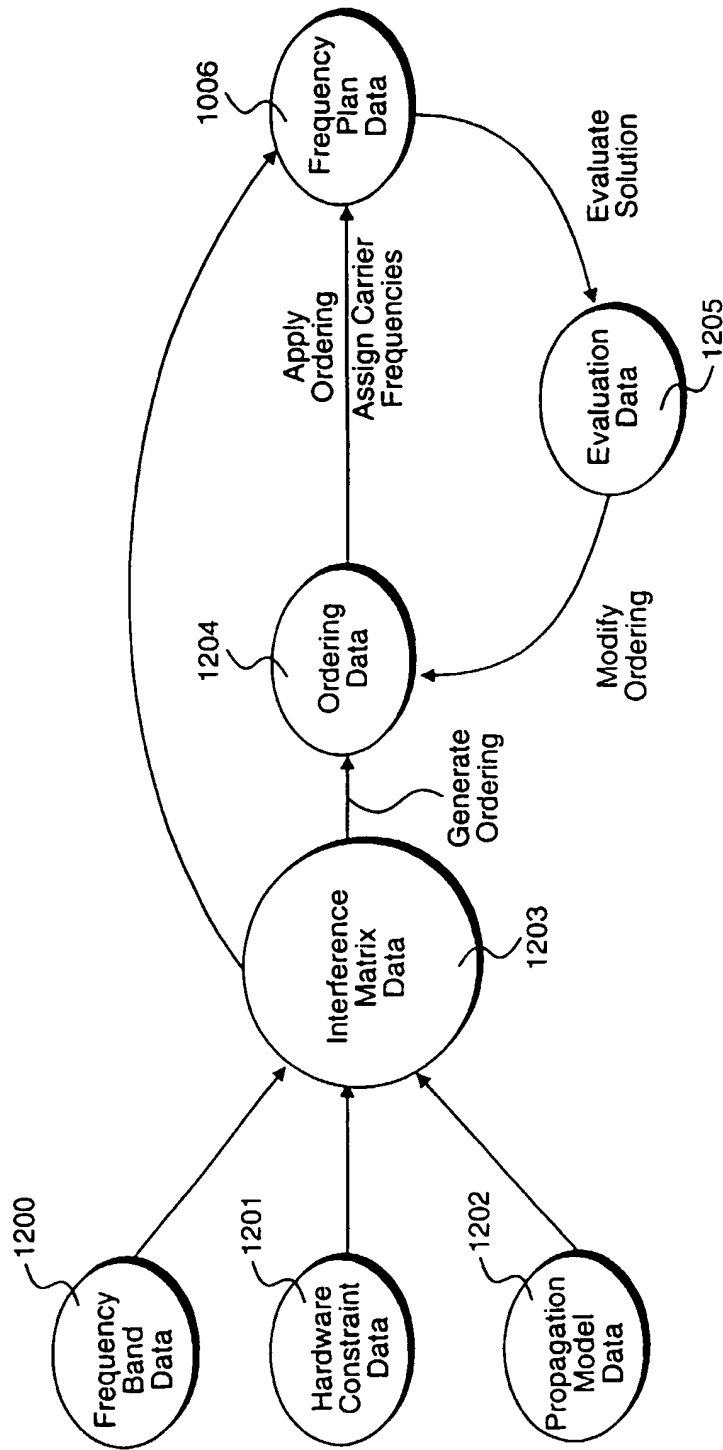 1200
Frequency
Band
Data
1201
Hardware
Constraint
Data
1202
Propagation
Model
Data
Interference
Matrix
Data
1203
Generate
Ordering
1204
Ordering
Data
Apply
Ordering
Assign Carrier
Frequencies
1006
Frequency
Plan
Data
Evaluate
Solution
Evaluation
Data
1205
Modify
Ordering